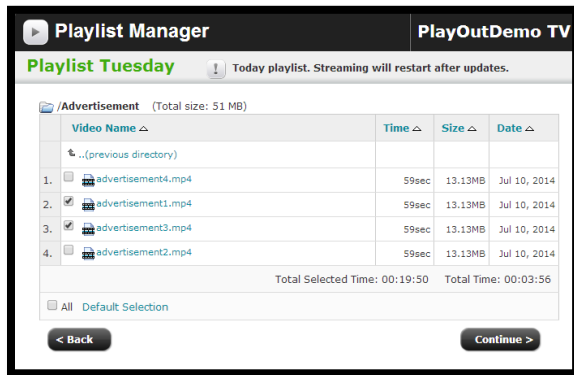 Playlist Manager PlayOutDemo TV
Playlist Tuesday ! Today playlist. Streaming will restart after updates.
/Advertisement (Total size: 51 MB)
Video Name Time Size Date
..(previous directory)
1. advertisement4.mp4 59sec 13.13MB Jul 10, 2014
2. advertisement1.mp4 59sec 13.13MB Jul 10, 2014
3. advertisement3.mp4 59sec 13.13MB Jul 10, 2014
4. advertisement2.mp4 59sec 13.13MB Jul 10, 2014
Total Selected Time: 00:19:50 Total Time: 00:03:56
All Default Selection
< Back Continue >